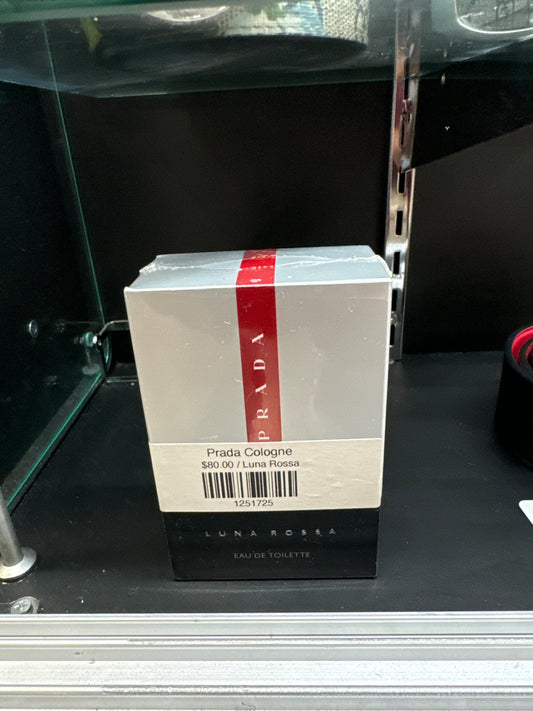 PRADA
Prada Cologne
$80.00 / Luna Rossa
1251725
LUNA ROSSA
EAU DE TOILETTE